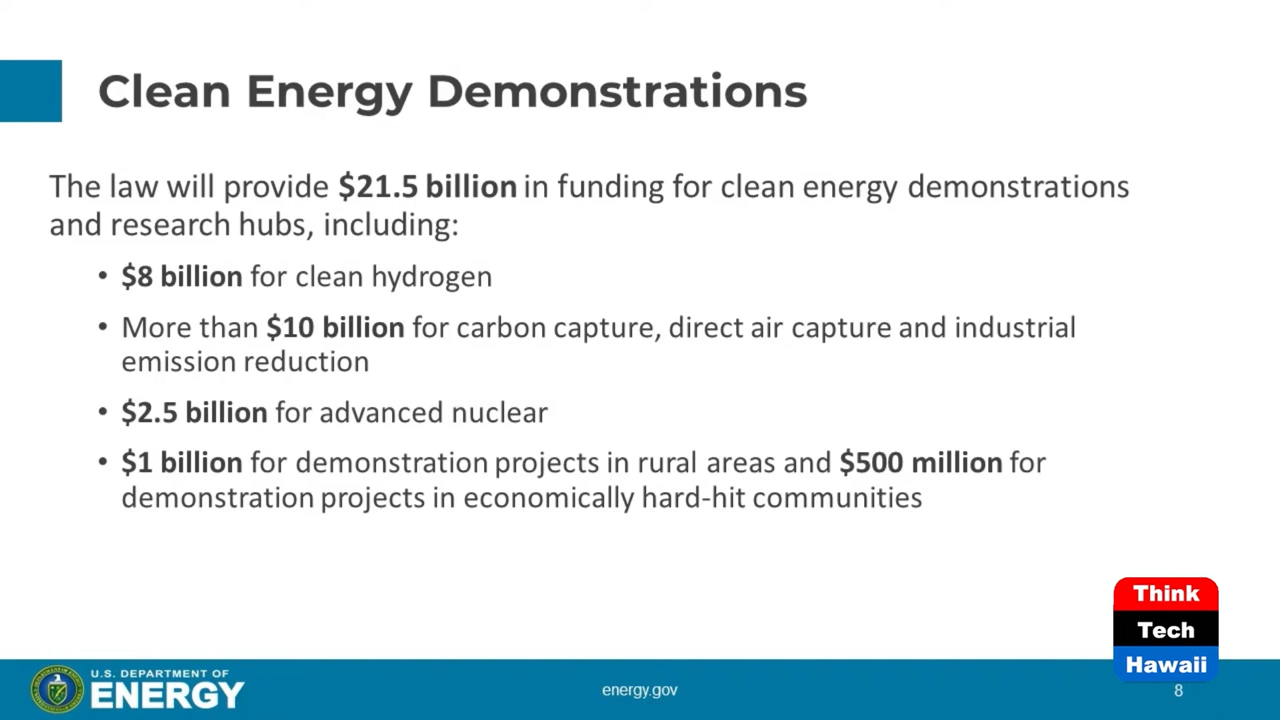 Clean Energy Demonstrations
The law will provide $21.5 billion in funding for clean energy demonstrations
and research hubs, including:
• $8 billion for clean hydrogen
• More than $10 billion for carbon capture, direct air capture and industrial
emission reduction
• $2.5 billion for advanced nuclear
• $1 billion for demonstration projects in rural areas and $500 million for
demonstration projects in economically hard-hit communities
Think
Tech
Hawaii
U.S. DEPARTMENT OF
ENERGY
energy.gov
8